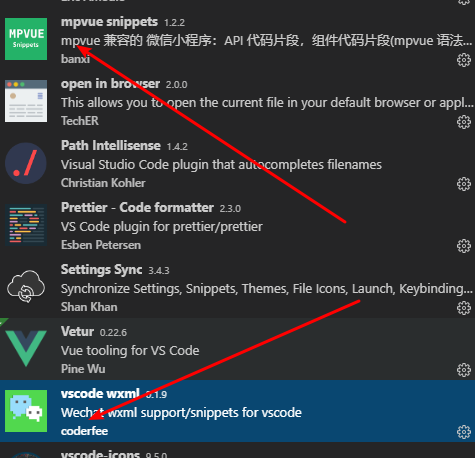 mpvue snippets 1.2.2
MPVUE
Snippets
mpvue 兼容的 微信小程序：API 代码片段，组件代码片段(mpvue 语法...
banxi
open in browser 2.0.0
This allows you to open the current file in your default browser or appl...
TechER
Path Intellisense 1.4.2
Visual Studio Code plugin that autocompletes filenames
Christian Kohler
Prettier - Code formatter 2.3.0
VS Code plugin for prettier/prettier
Esben Petersen
Settings Sync 3.4.3
Synchronize Settings, Snippets, Themes, File Icons, Launch, Keybinding...
Shan Khan
Vetur 0.22.6
Vue tooling for VS Code
Pine Wu
vscode wxml 0.1.9
Wechat wxml support/snippets for vscode
coderfee
vscode-icons 9.5.0